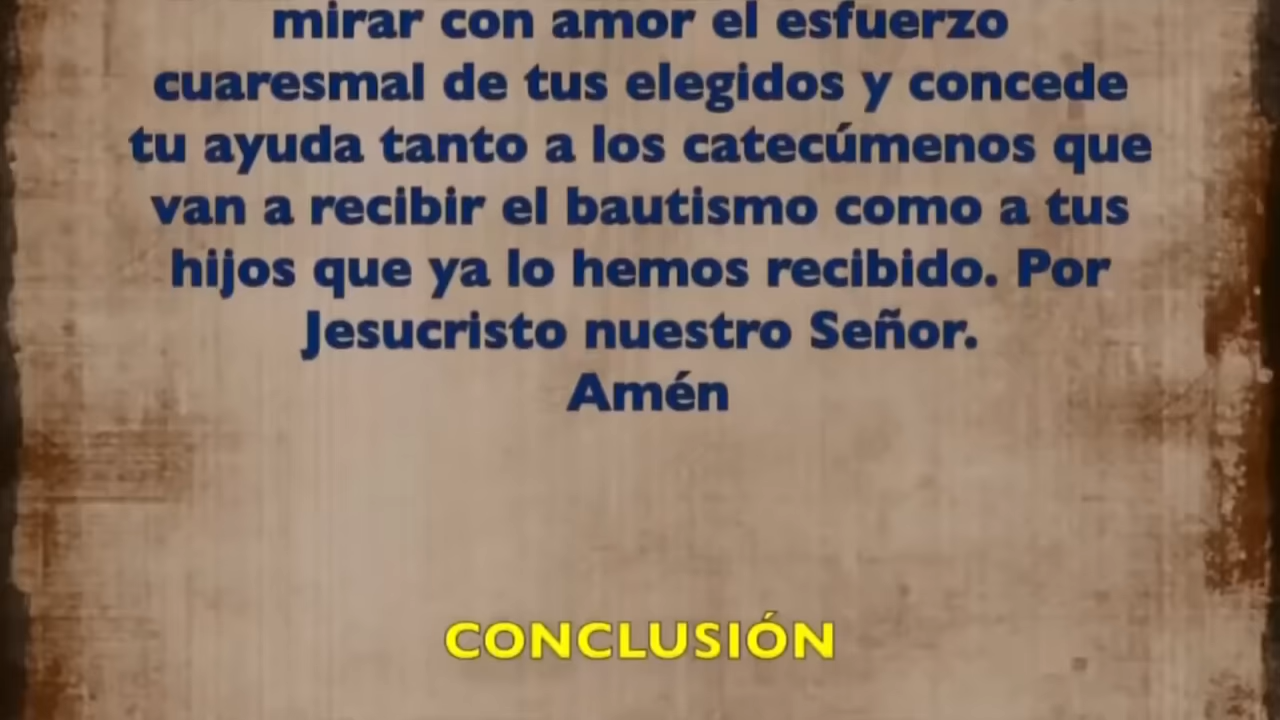 mirar con amor el esfuerzo
cuaresmal de tus elegidos y concede
tu ayuda tanto a los catecúmenos que
van a recibir el bautismo como a tus
hijos que ya lo hemos recibido. Por
Jesucristo nuestro Señor.
Amén
CONCLUSIÓN